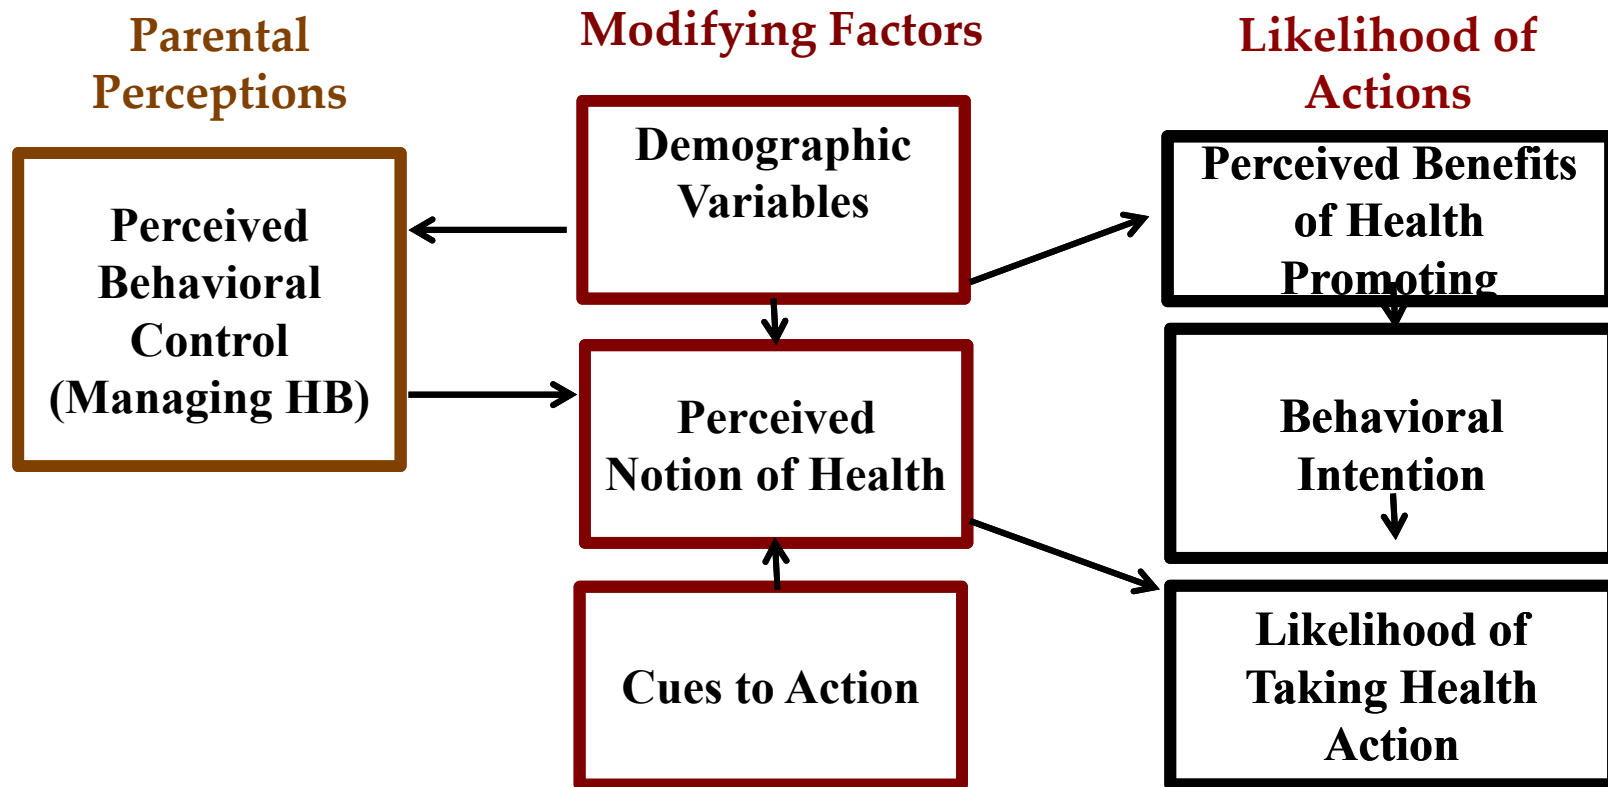 Parental
Perceptions
Perceived
Behavioral
Control
(Managing HB)
Modifying Factors
Demographic
Variables
Perceived
Notion of Health
Cues to Action
Likelihood of
Actions
Perceived Benefits
of Health
Promoting
Behavioral
Intention
Likelihood of
Taking Health
Action